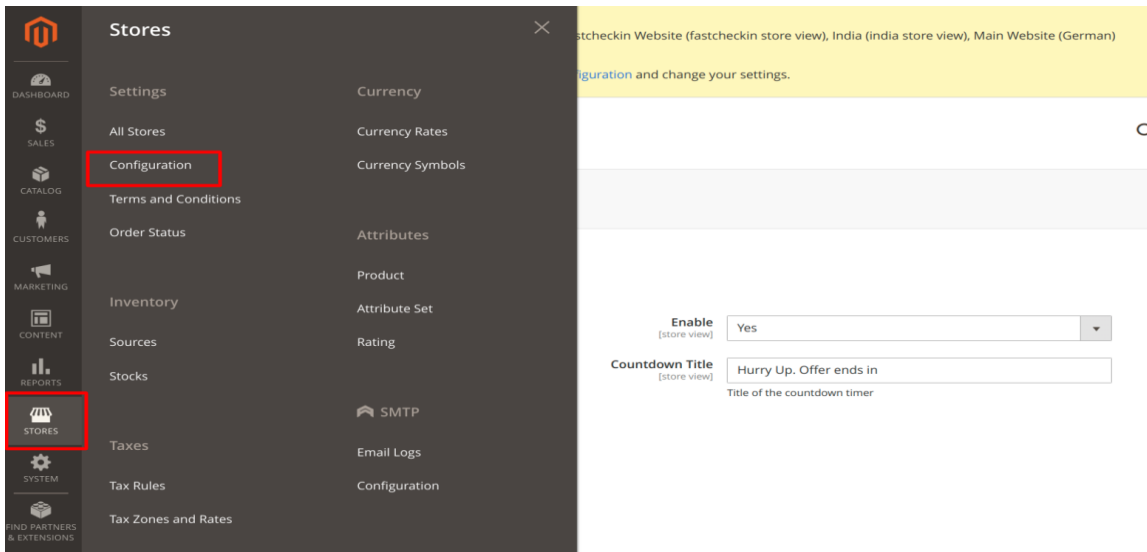 DASHBOARD
SALES
CATALOG
CUSTOMERS
MARKETING
CONTENT
REPORTS
STORES
SYSTEM
FIND PARTNERS
& EXTENSIONS
Stores
Settings
All Stores
Configuration
Terms and Conditions
Order Status
Inventory
Sources
Stocks
Taxes
Tax Rules
Tax Zones and Rates
Currency
Currency Rates
Currency Symbols
Attributes
Product
Attribute Set
Rating
SMTP
Email Logs
Configuration
stcheckin Website (fastcheckin store view), India (india store view), Main Website (German)
iguration and change your settings.
Enable
[store view]
Yes
Countdown Title
[store view]
Hurry Up. Offer ends in
Title of the countdown timer